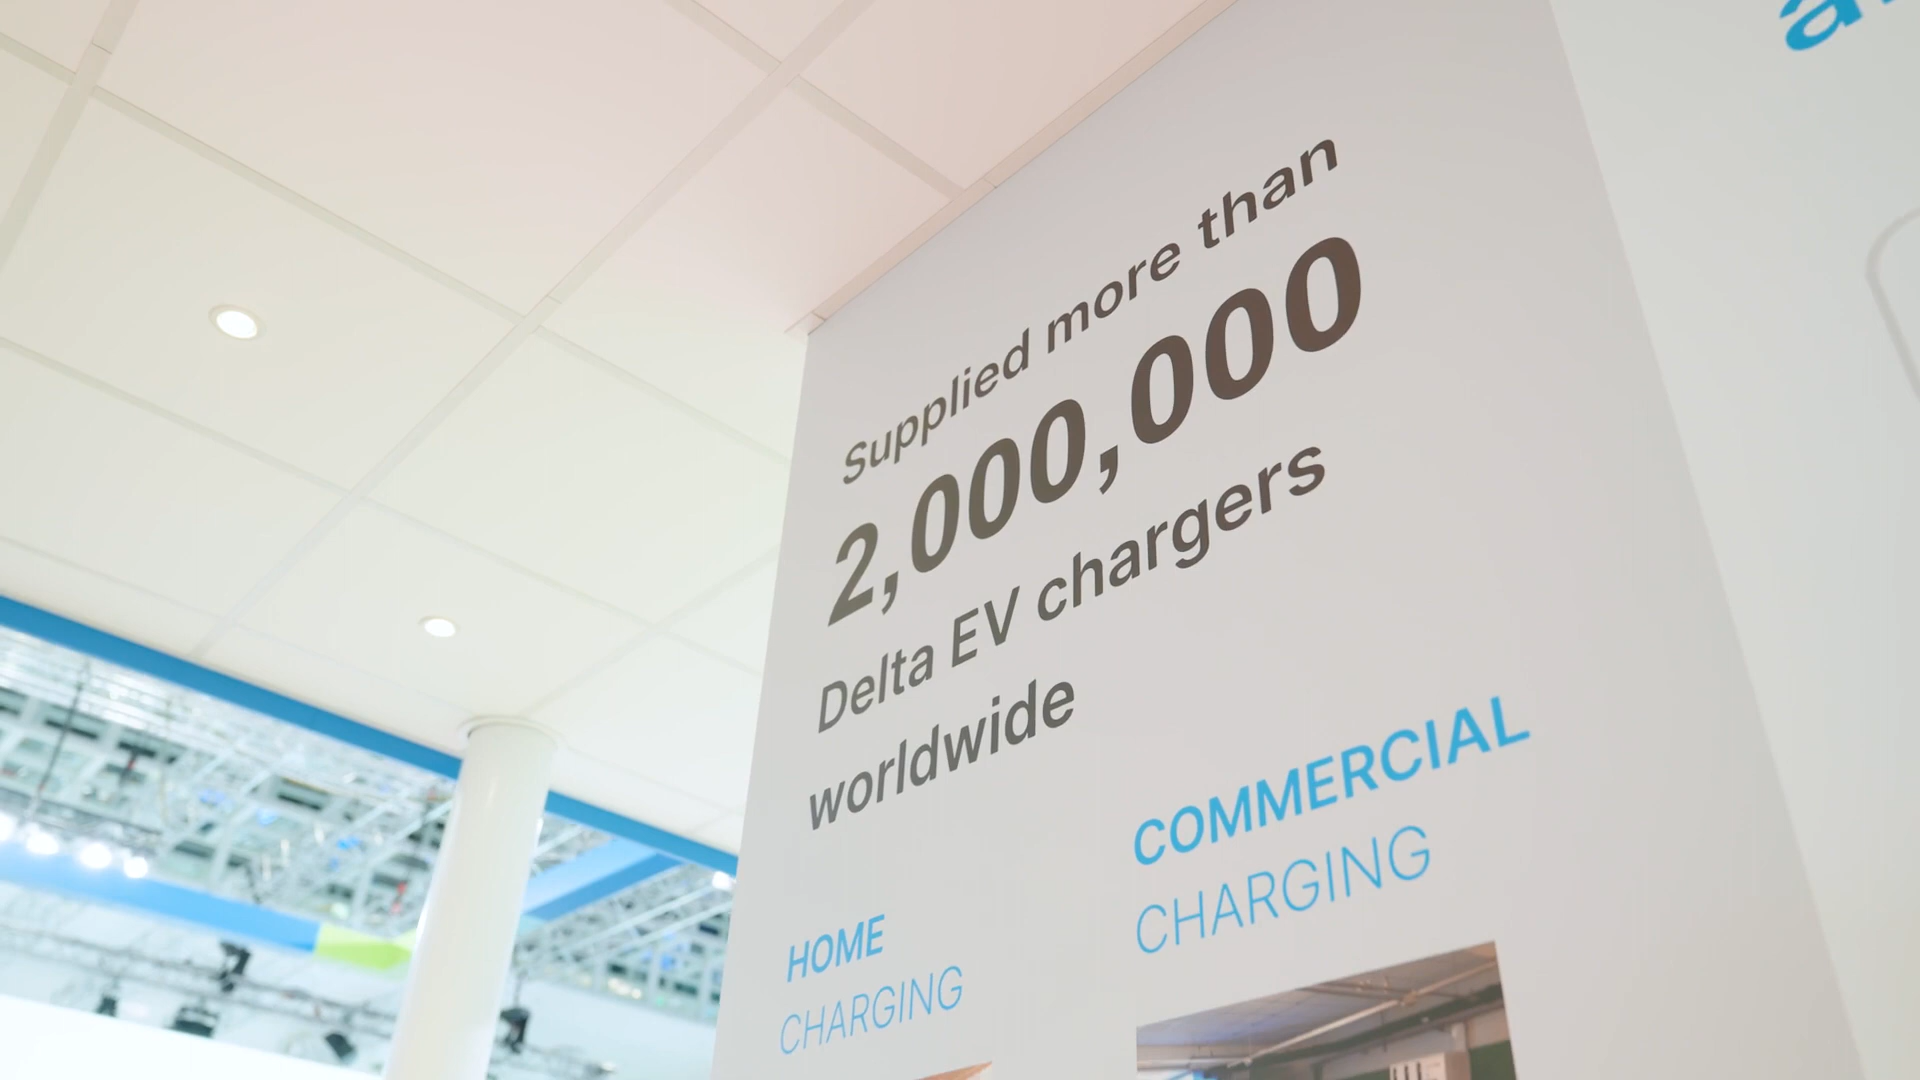 Supplied more than
2,000,000
Delta EV chargers
worldwide
COMMERCIAL
CHARGING
HOME
CHARGING